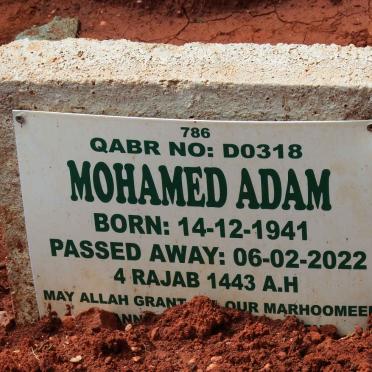 786
QABR NO: D0318
MOHAMED ADAM
BORN: 14-12-1941
PASSED AWAY: 06-02-2022
4 RAJAB 1443 A.H
MAY ALLAH GRANT OUR MARHOOMEEN